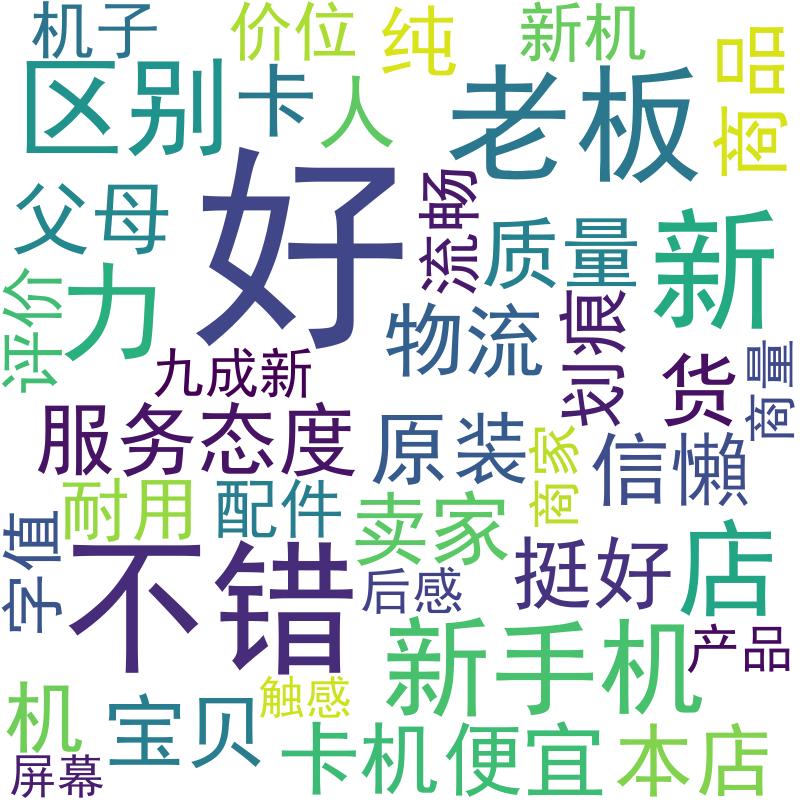 机子
价位
纯
新机
商品
区别
卡
人
老板
父母
好
流畅
质量
新
评价
力
物流
划痕
货
商量
九成新
服务态度
原装
商家
信懒
耐用
配件
卖家
字值
不错
后感
挺好
店
新手机
产品
机
宝贝
触感
卡机
便宜
本店
屏幕